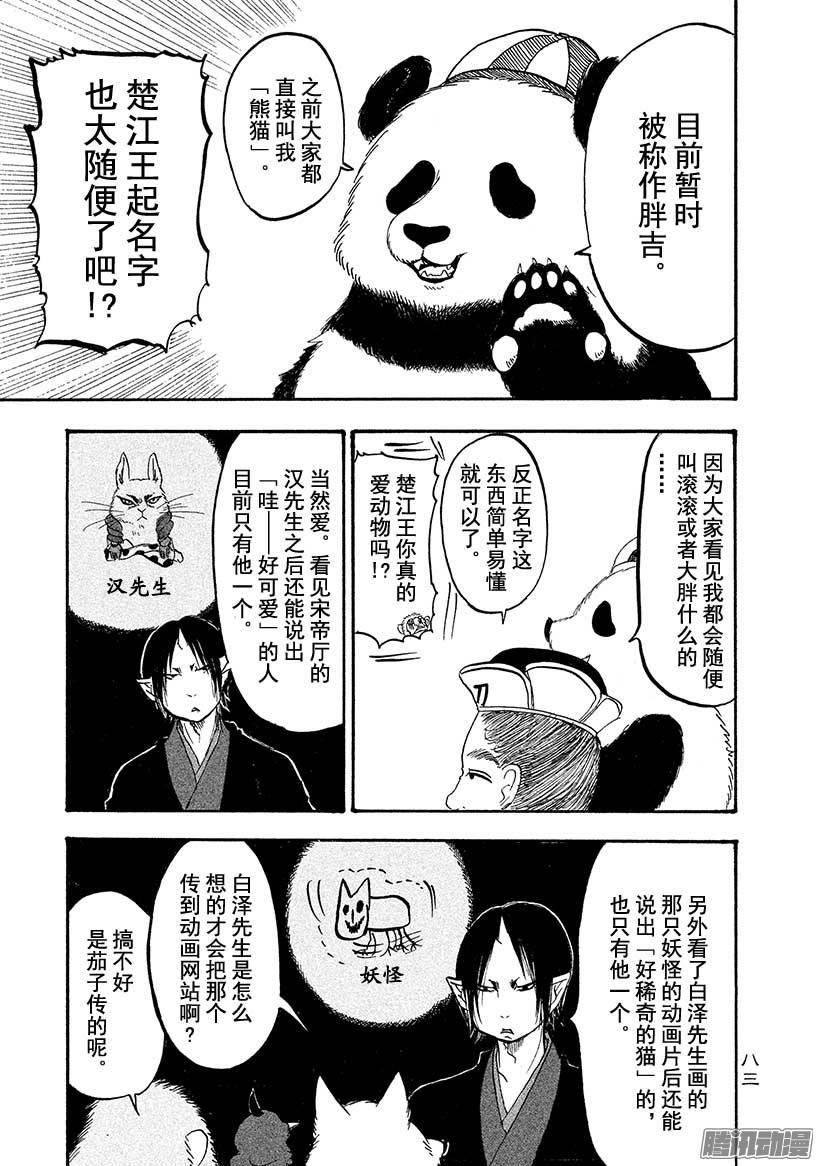 目前暂时
被称作胖吉。
之前大家都
直接叫我
「熊猫」。
楚江王起名字
也太随便了吧!?
因为大家看见我都会随便
叫滚滚或者大胖什么的
……
反正名字这
东西简单易懂
就可以了。
楚江王你真的
爱动物吗!?
当然爱。看见宋帝厅的
汉先生之后还能说出
「哇——好可爱」的人
目前只有他一个。
汉先生
另外看了白泽先生画的
那只妖怪的动画片后还能
说出「好稀奇的猫」的，
也只有他一个。
妖怪
白泽先生是怎么
想的才会把那个
传到动画网站啊?
搞不好
是茄子传的呢。
八三
腾讯动漫